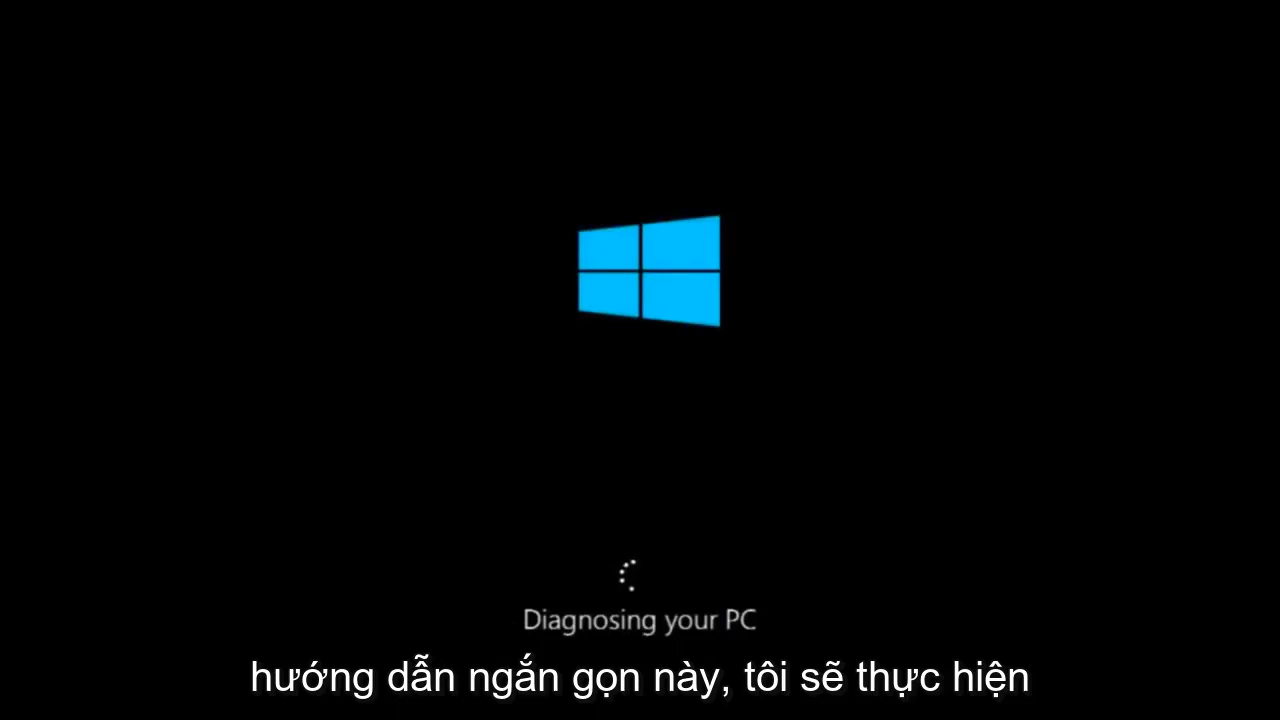 Diagnosing your PC
hướng dẫn ngắn gọn này, tôi sẽ thực hiện